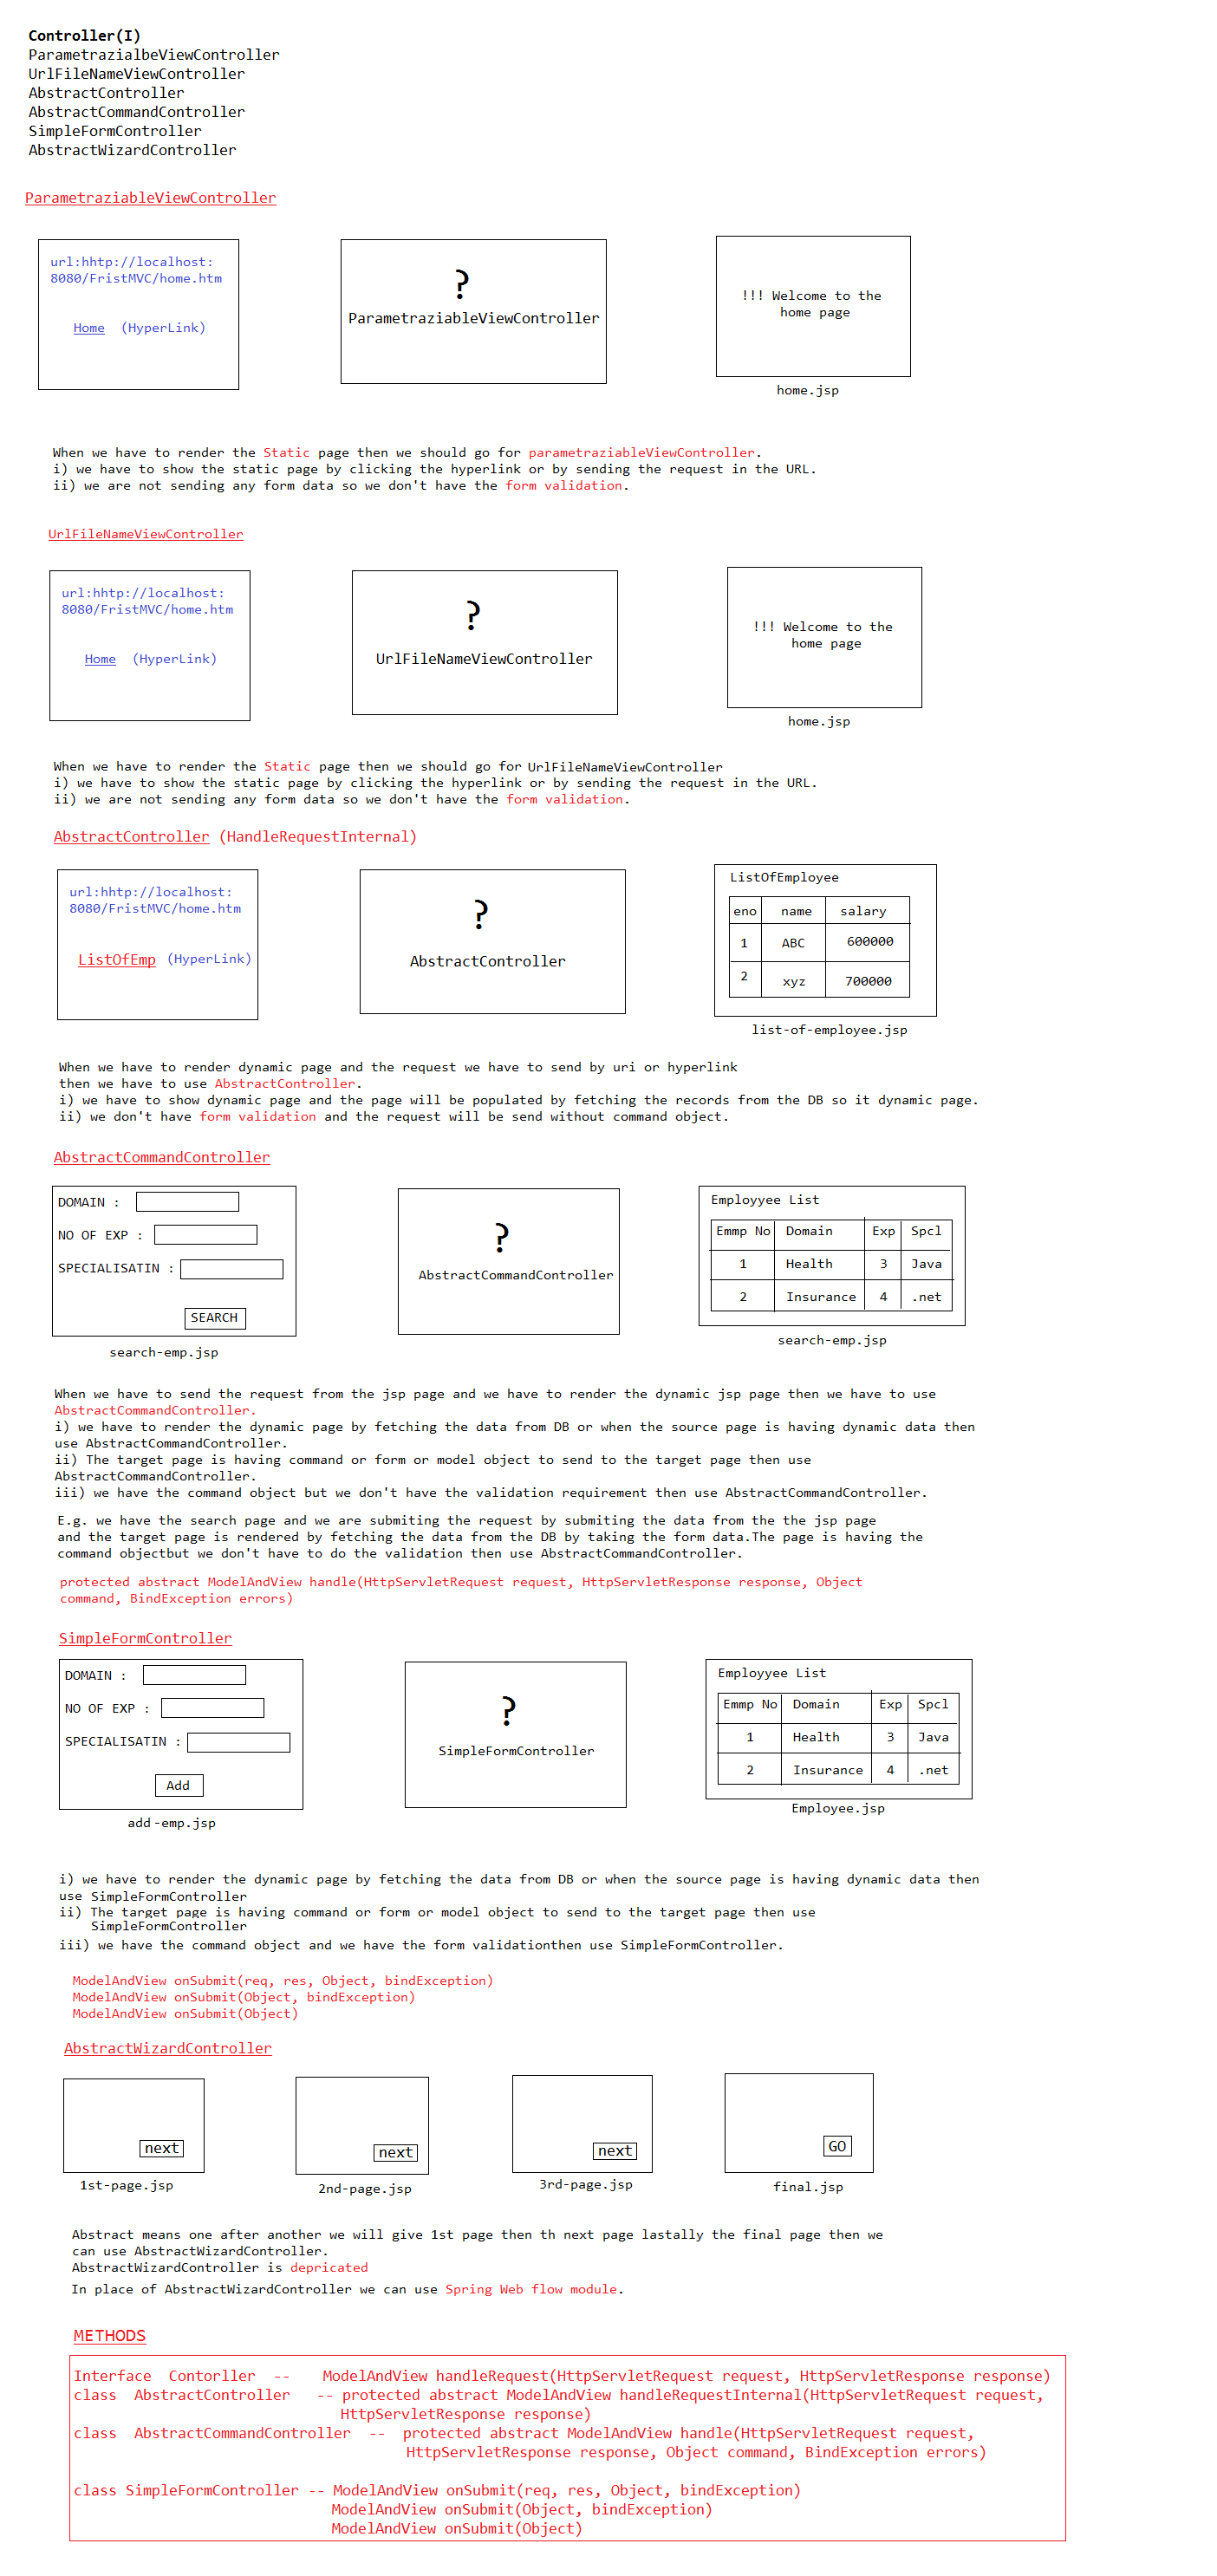 Controller(I)
ParametrazialbeViewController
UrlFileNameViewController
AbstractController
AbstractCommandController
SimpleFormController
AbstractWizardController
ParametraziableViewController
url:hhtp://localhost:
8080/FristMVC/home.htm
Home (HyperLink)
?
ParametraziableViewController
!!! Welcome to the
home page
home.jsp
When we have to render the Static page then we should go for parametraziableViewController.
i) we have to show the static page by clicking the hyperlink or by sending the request in the URL.
ii) we are not sending any form data so we don't have the form validation.
UrlFileNameViewController
url:hhtp://localhost:
8080/FristMVC/home.htm
Home (HyperLink)
?
UrlFileNameViewController
!!! Welcome to the
home page
home.jsp
When we have to render the Static page then we should go for UrlFileNameViewController
i) we have to show the static page by clicking the hyperlink or by sending the request in the URL.
ii) we are not sending any form data so we don't have the form validation.
AbstractController (HandleRequestInternal)
url:hhtp://localhost:
8080/FristMVC/home.htm
ListOfEmp (HyperLink)
?
AbstractController
ListOfEmployee
eno name salary
1 ABC 600000
2 xyz 700000
list-of-employee.jsp
When we have to render dynamic page and the request we have to send by uri or hyperlink
then we have to use AbstractController.
i) we have to show dynamic page and the page will be populated by fetching the records from the DB so it dynamic page.
ii) we don't have form validation and the request will be send without command object.
AbstractCommandController
DOMAIN :
NO OF EXP :
SPECIALISATIN :
SEARCH
search-emp.jsp
?
AbstractCommandController
Employyee List
Emmp No Domain Exp Spcl
1 Health 3 Java
2 Insurance 4 .net
search-emp.jsp
When we have to send the request from the jsp page and we have to render the dynamic jsp page then we have to use
AbstractCommandController.
i) we have to render the dynamic page by fetching the data from DB or when the source page is having dynamic data then
use AbstractCommandController.
ii) The target page is having command or form or model object to send to the target page then use
AbstractCommandController.
iii) we have the command object but we don't have the validation requirement then use AbstractCommandController.
E.g. we have the search page and we are submiting the request by submiting the data from the the jsp page
and the target page is rendered by fetching the data from the DB by taking the form data.The page is having the
command objectbut we don't have to do the validation then use AbstractCommandController.
protected abstract ModelAndView handle(HttpServletRequest request, HttpServletResponse response, Object
command, BindException errors)
SimpleFormController
DOMAIN :
NO OF EXP :
SPECIALISATIN :
Add
add -emp.jsp
?
SimpleFormController
Employyee List
Emmp No Domain Exp Spcl
1 Health 3 Java
2 Insurance 4 .net
Employee.jsp
i) we have to render the dynamic page by fetching the data from DB or when the source page is having dynamic data then
use SimpleFormController
ii) The target page is having command or form or model object to send to the target page then use
SimpleFormController
iii) we have the command object and we have the form validationthen use SimpleFormController.
ModelAndView onSubmit(req, res, Object, bindException)
ModelAndView onSubmit(Object, bindException)
ModelAndView onSubmit(Object)
AbstractWizardController
next
1st-page.jsp
next
2nd-page.jsp
next
3rd-page.jsp
GO
final.jsp
Abstract means one after another we will give 1st page then th next page lastally the final page then we
can use AbstractWizardController.
AbstractWizardController is depricated
In place of AbstractWizardController we can use Spring Web flow module.
METHODS
Interface Contorller -- ModelAndView handleRequest(HttpServletRequest request, HttpServletResponse response)
class AbstractController -- protected abstract ModelAndView handleRequestInternal(HttpServletRequest request,
HttpServletResponse response)
class AbstractCommandController -- protected abstract ModelAndView handle(HttpServletRequest request,
HttpServletResponse response, Object command, BindException errors)
class SimpleFormController -- ModelAndView onSubmit(req, res, Object, bindException)
ModelAndView onSubmit(Object, bindException)
ModelAndView onSubmit(Object)